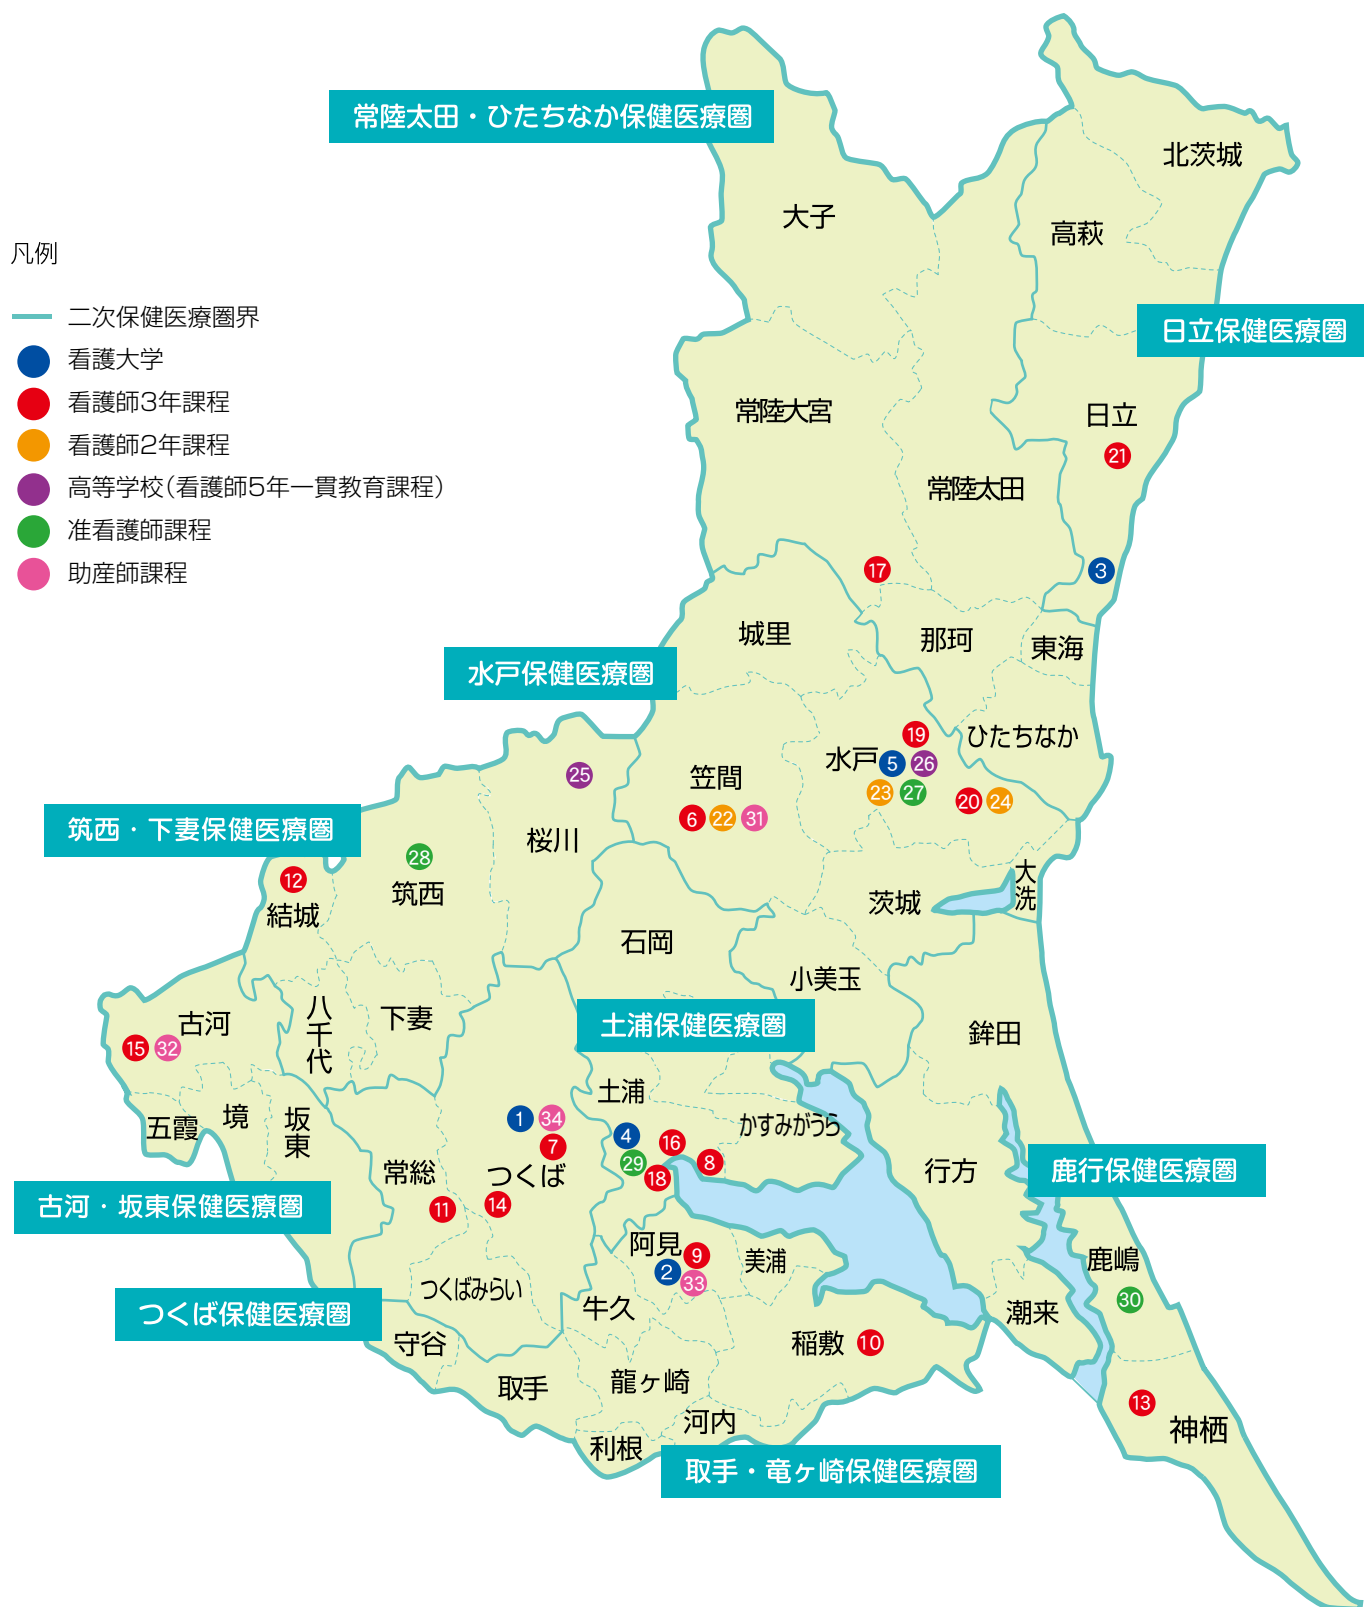 常陸太田・ひたちなか保健医療圏
北茨城
大子
高萩
凡例
二次保健医療圏界
看護大学
看護師3年課程
看護師2年課程
高等学校(看護師5年一貫教育課程)
准看護師課程
助産師課程
日立保健医療圏
常陸大宮
日立
21
常陸太田
17
3
城里
那珂
東海
水戸保健医療圏
19
ひたちなか
水戸
5
26
23
27
20
24
笠間
6
22
31
25
桜川
筑西・下妻保健医療圏
28
筑西
12
結城
茨城
大洗
石岡
小美玉
土浦保健医療圏
古河
15
32
八千代
下妻
鉾田
五霞
境
坂東
土浦
かすみがうら
1
34
7
つくば
4
16
29
18
8
常総
11
14
行方
鹿行保健医療圏
古河・坂東保健医療圏
阿見
9
2
33
美浦
鹿嶋
30
つくばみらい
つくば保健医療圏
牛久
潮来
守谷
稲敷
10
取手
龍ヶ崎
13
神栖
河内
利根
取手・竜ヶ崎保健医療圏